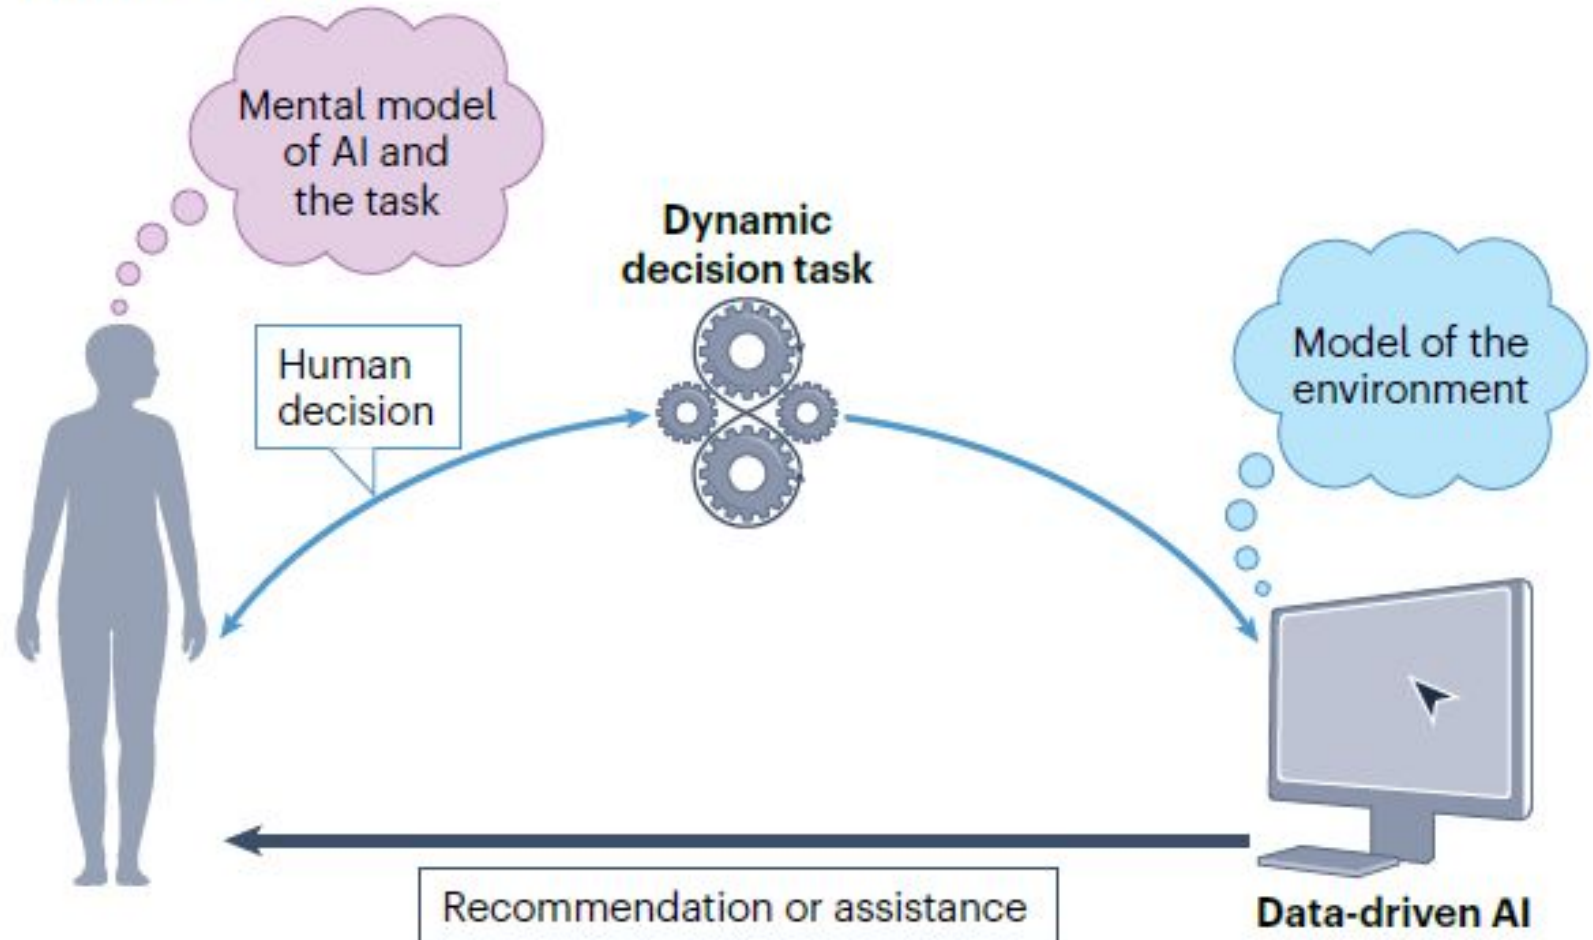 Mental model
of AI and
the task
Dynamic
decision task
Human
decision
Model of the
environment
Recommendation or assistance
Data-driven AI